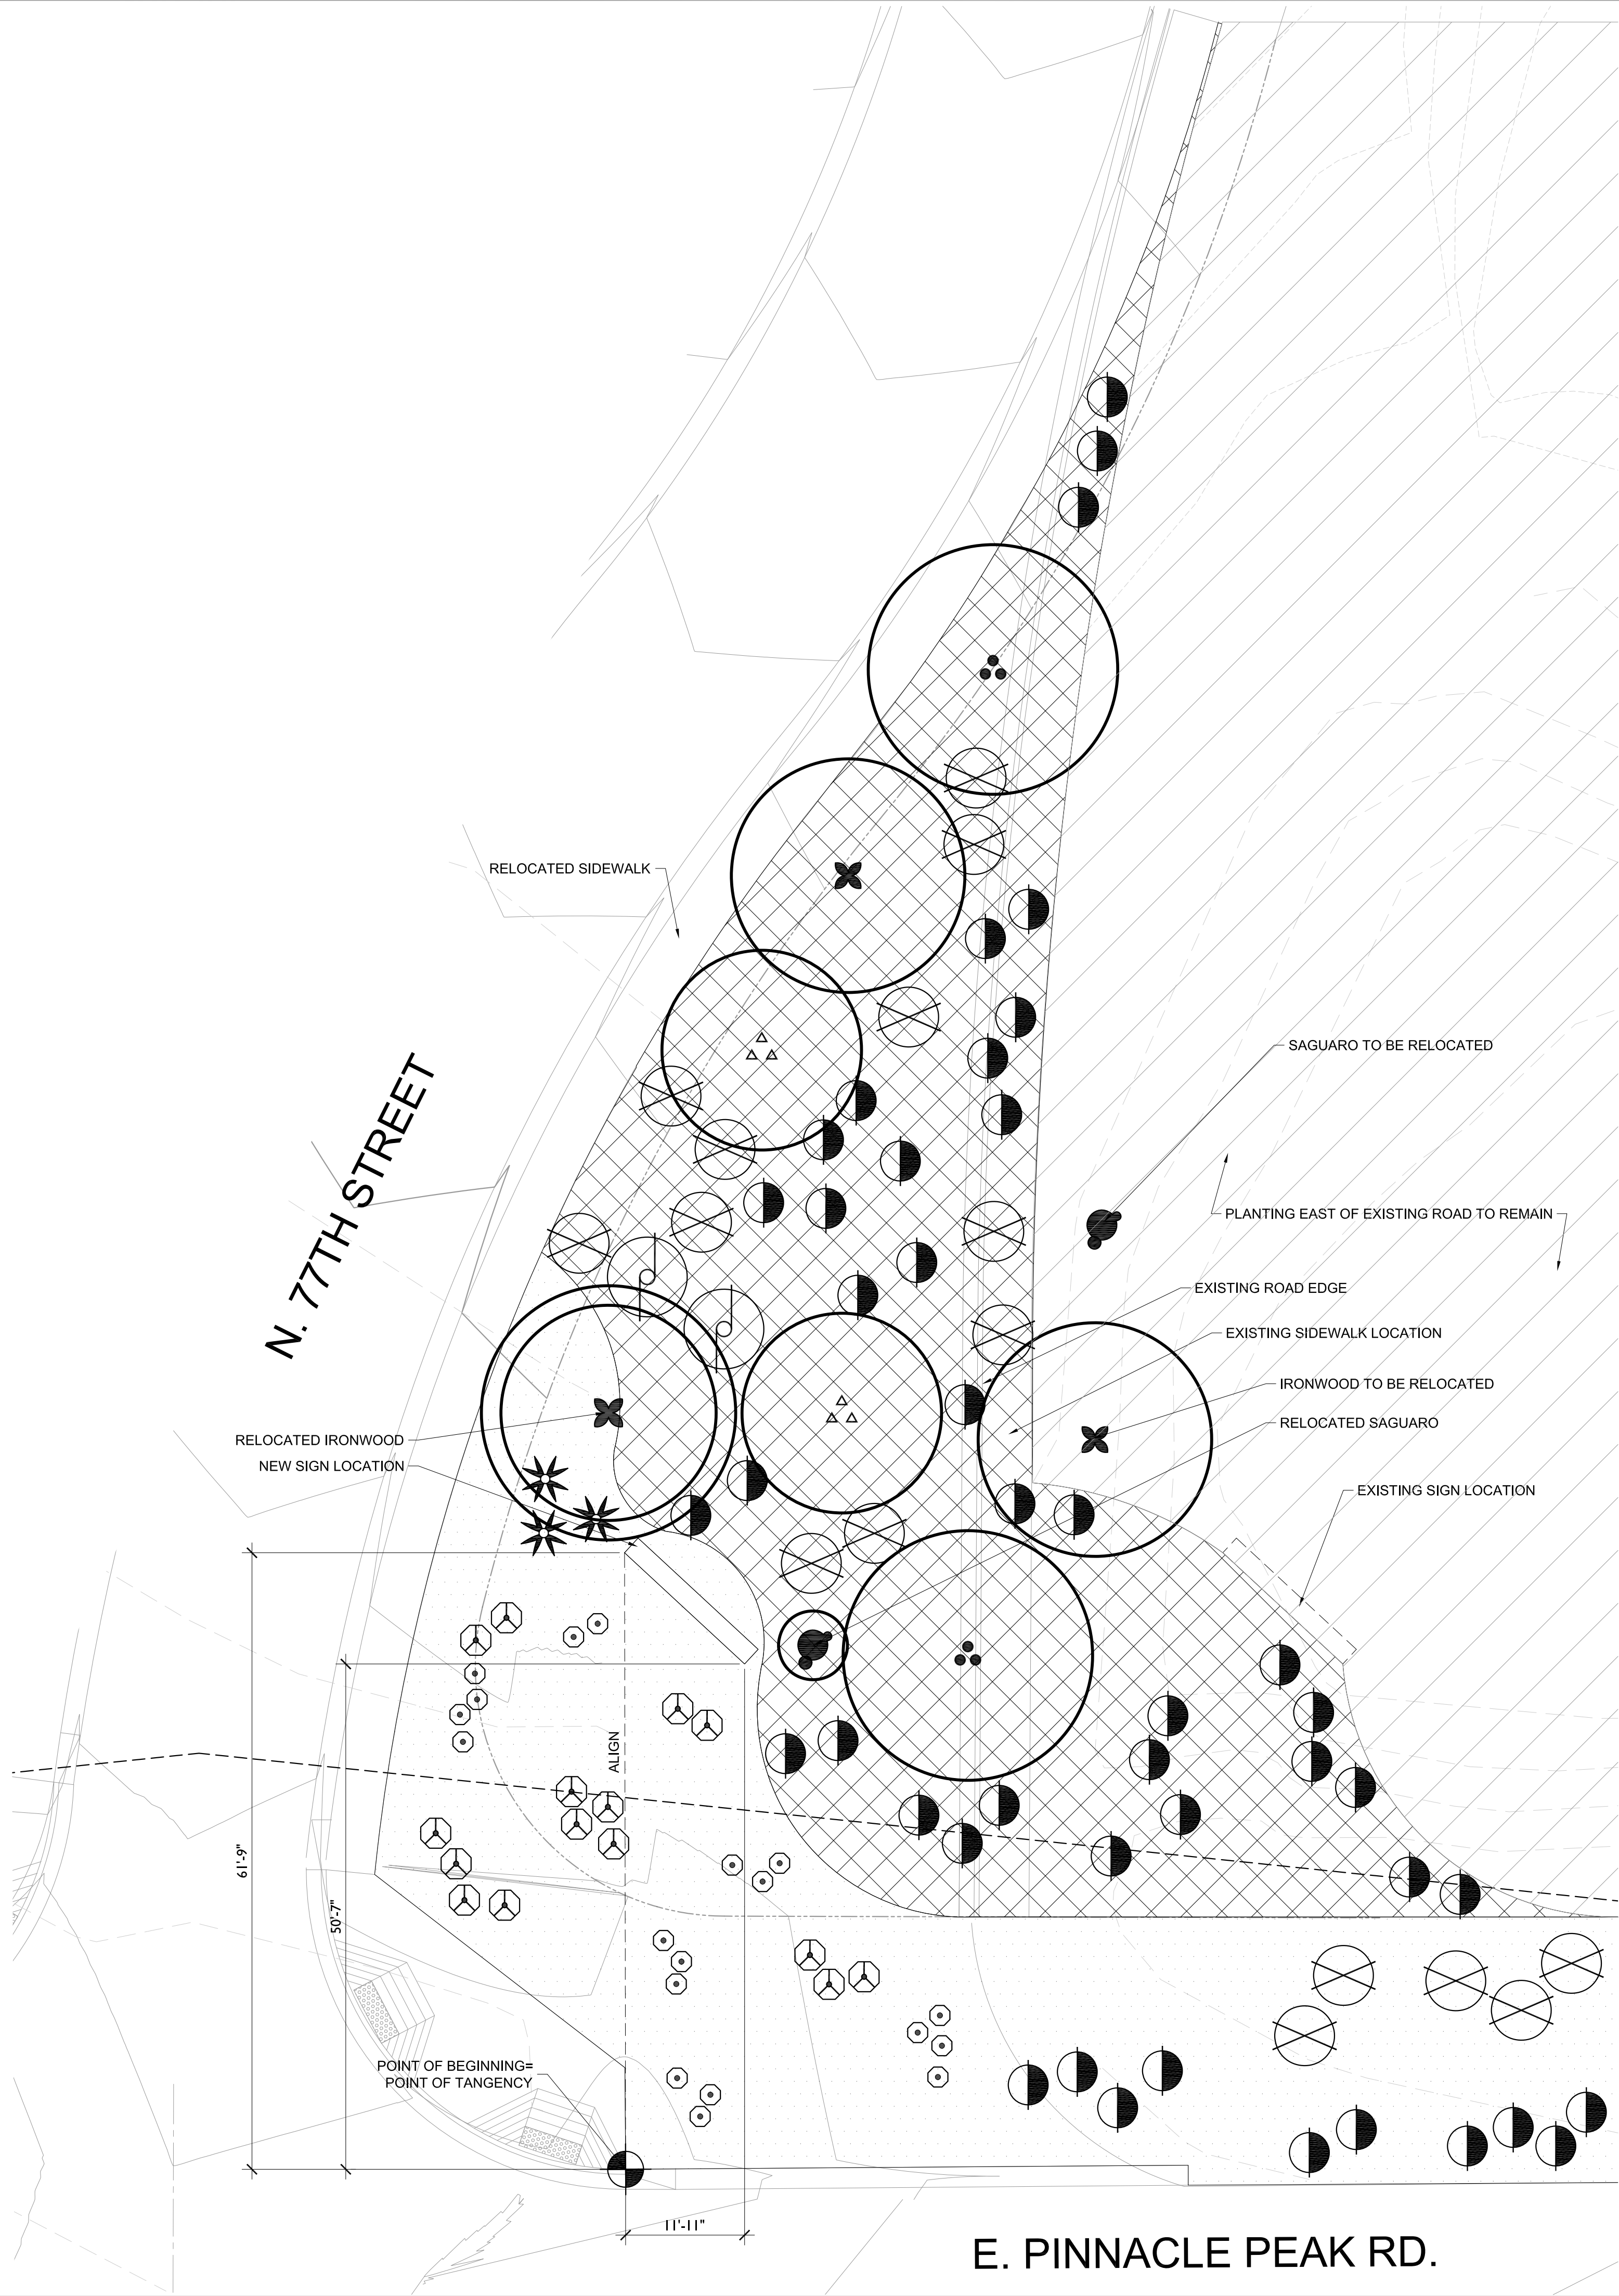 RELOCATED SIDEWALK
N. 77TH STREET
SAGUARO TO BE RELOCATED
PLANTING EAST OF EXISTING ROAD TO REMAIN
EXISTING ROAD EDGE
EXISTING SIDEWALK LOCATION
IRONWOOD TO BE RELOCATED
RELOCATED SAGUARO
RELOCATED IRONWOOD
NEW SIGN LOCATION
EXISTING SIGN LOCATION
ALIGN
61'-9"
50'-7"
POINT OF BEGINNING=
POINT OF TANGENCY
11'-11"
E. PINNACLE PEAK RD.